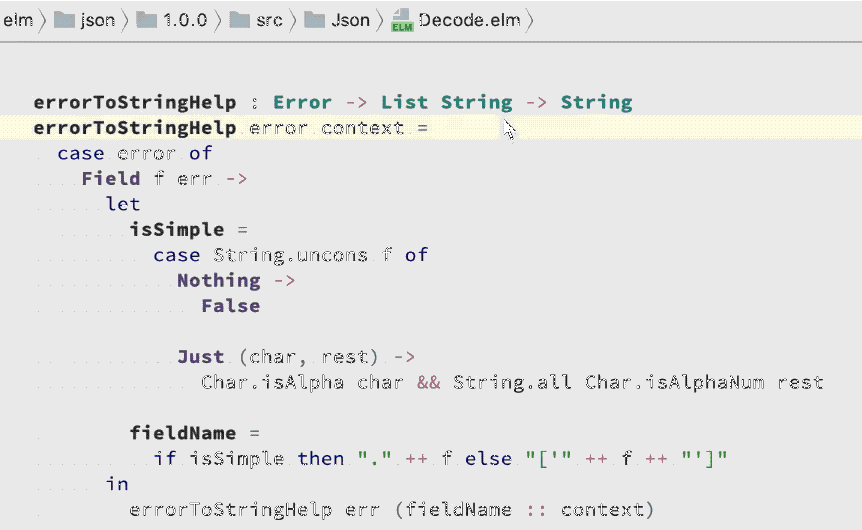 elm json 1.0.0 src Json ELM Decode.elm
errorToStringHelp : Error -> List String -> String
errorToStringHelp error context =
case error of
Field f err ->
let
isSimple =
case String.uncons f of
Nothing ->
False
Just (char, rest) ->
Char.isAlpha char && String.all Char.isAlphaNum rest
fieldName =
if isSimple then "." ++ f else "['" ++ f ++ "']"
in
errorToStringHelp err (fieldName :: context)